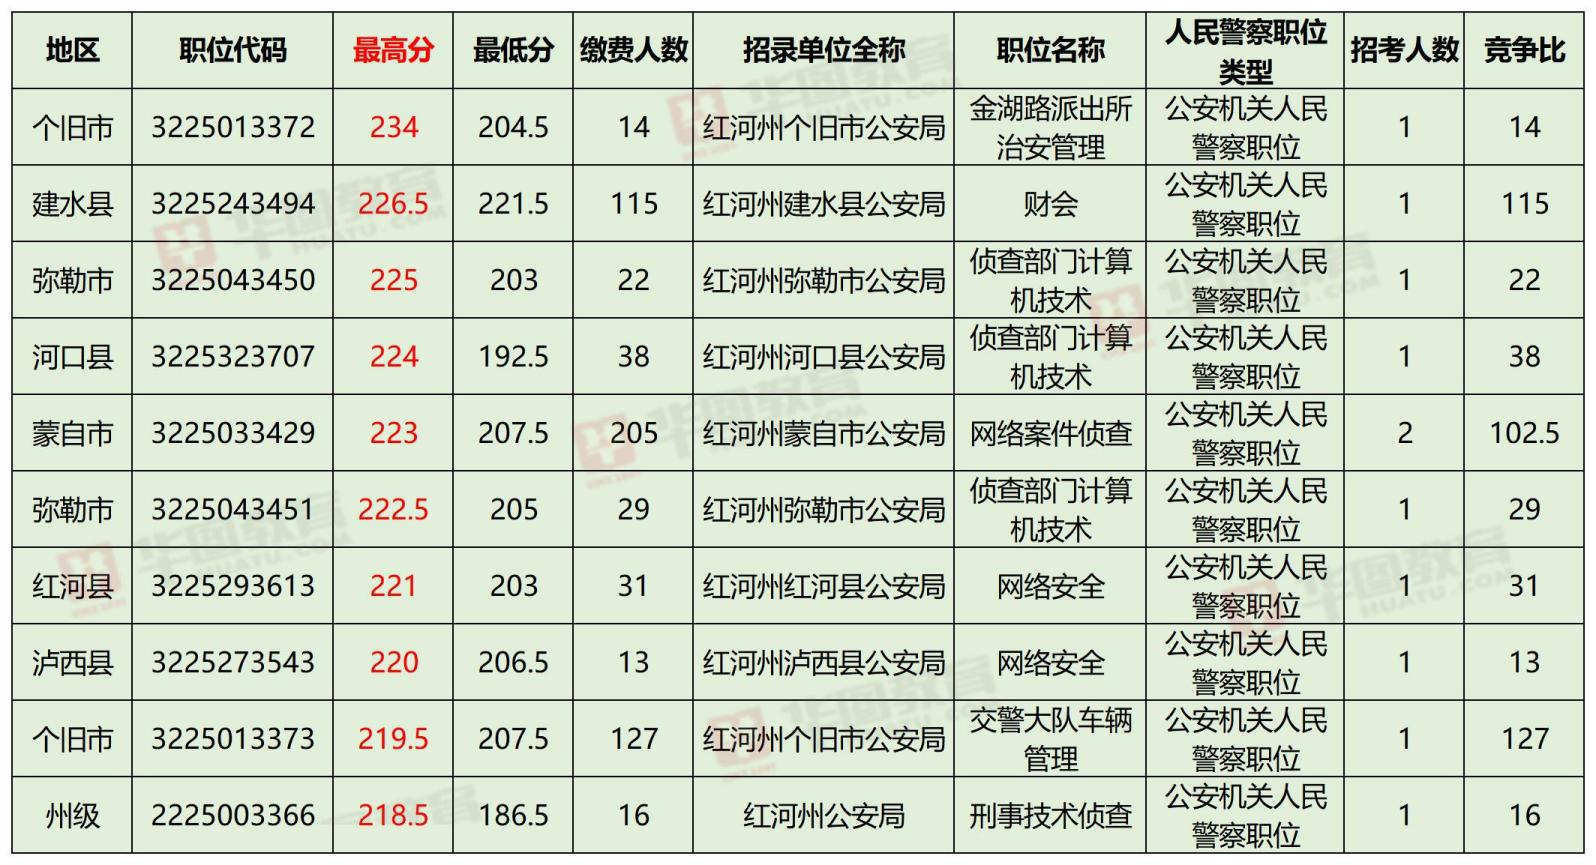 地区 职位代码 最高分 最低分 缴费人数 招录单位全称 职位名称 人民警察职位类型 招考人数 竞争比
个旧市 3225013372 234 204.5 14 红河州个旧市公安局 金湖路派出所治安管理 公安机关人民警察职位 1 14
建水县 3225243494 226.5 221.5 115 红河州建水县公安局 财会 公安机关人民警察职位 1 115
弥勒市 3225043450 225 203 22 红河州弥勒市公安局 侦查部门计算机技术 公安机关人民警察职位 1 22
河口县 3225323707 224 192.5 38 红河州河口县公安局 侦查部门计算机技术 公安机关人民警察职位 1 38
蒙自市 3225033429 223 207.5 205 红河州蒙自市公安局 网络案件侦查 公安机关人民警察职位 2 102.5
弥勒市 3225043451 222.5 205 29 红河州弥勒市公安局 侦查部门计算机技术 公安机关人民警察职位 1 29
红河县 3225293613 221 203 31 红河州红河县公安局 网络安全 公安机关人民警察职位 1 31
泸西县 3225273543 220 206.5 13 红河州泸西县公安局 网络安全 公安机关人民警察职位 1 13
个旧市 3225013373 219.5 207.5 127 红河州个旧市公安局 交警大队车辆管理 公安机关人民警察职位 1 127
州级 2225003366 218.5 186.5 16 红河州公安局 刑事技术侦查 公安机关人民警察职位 1 16
华图教育
HUATU.COM